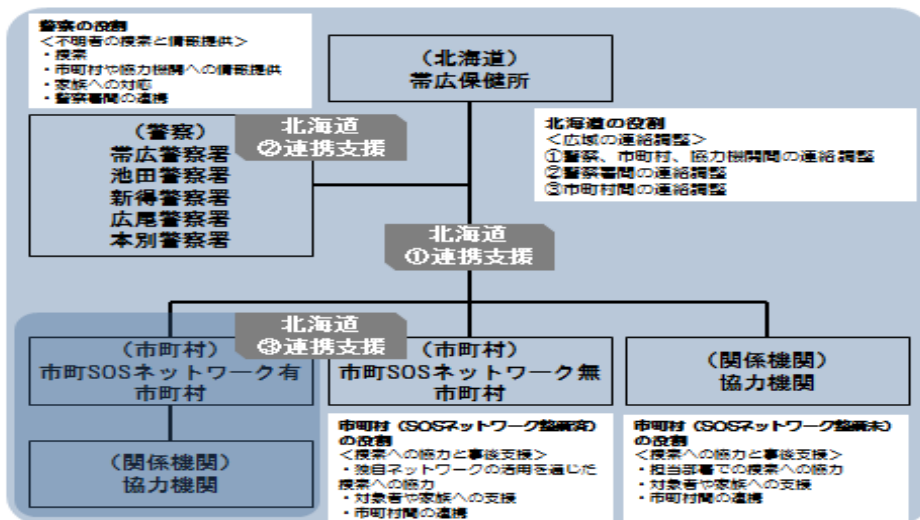 警察の役割
＜不明者の捜索と情報提供＞
・捜索
・市町村や協力機関への情報提供
・家族への対応
・警察署間の連携
（北海道）
帯広保健所
（警察）
帯広警察署
池田警察署
新得警察署
広尾警察署
本別警察署
北海道
②連携支援
北海道の役割
＜広域の連絡調整＞
①警察、市町村、協力機関間の連絡調整
②警察署間の連絡調整
③市町村間の連絡調整
北海道
①連携支援
北海道
③連携支援
（市町村）
市町SOSネットワーク有
市町村
（市町村）
市町SOSネットワーク無
市町村
（関係機関）
協力機関
（関係機関）
協力機関
市町村（SOSネットワーク整備済）
の役割
＜捜索への協力と事後支援＞
・独自ネットワークの活用を通じた
捜索への協力
・対象者や家族への支援
・市町村間の連携
市町村（SOSネットワーク整備未）
の役割
＜捜索への協力と事後支援＞
・担当部署での捜索への協力
・対象者や家族への支援
・市町村間の連携